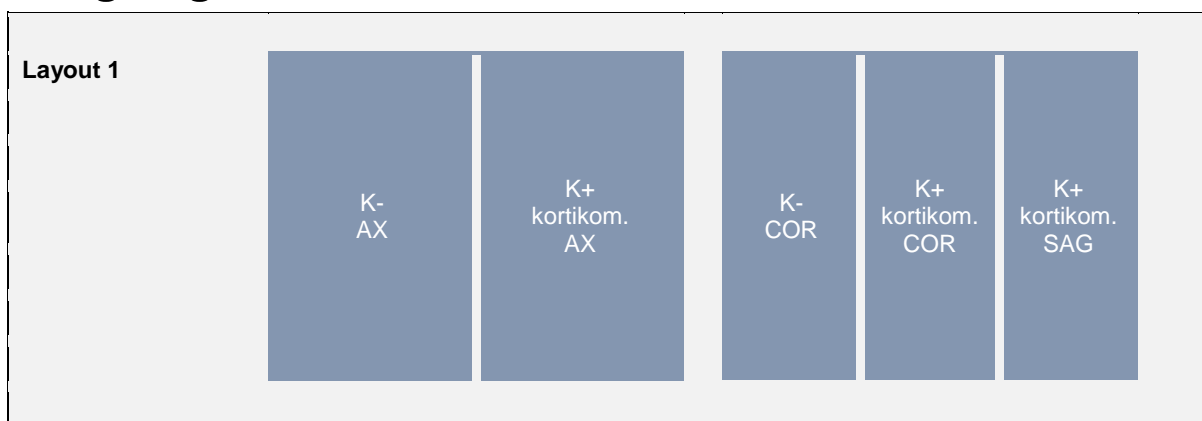 Layout 1
K-
AX
K+
kortikom.
AX
K-
COR
K+
kortikom.
COR
K+
kortikom.
SAG